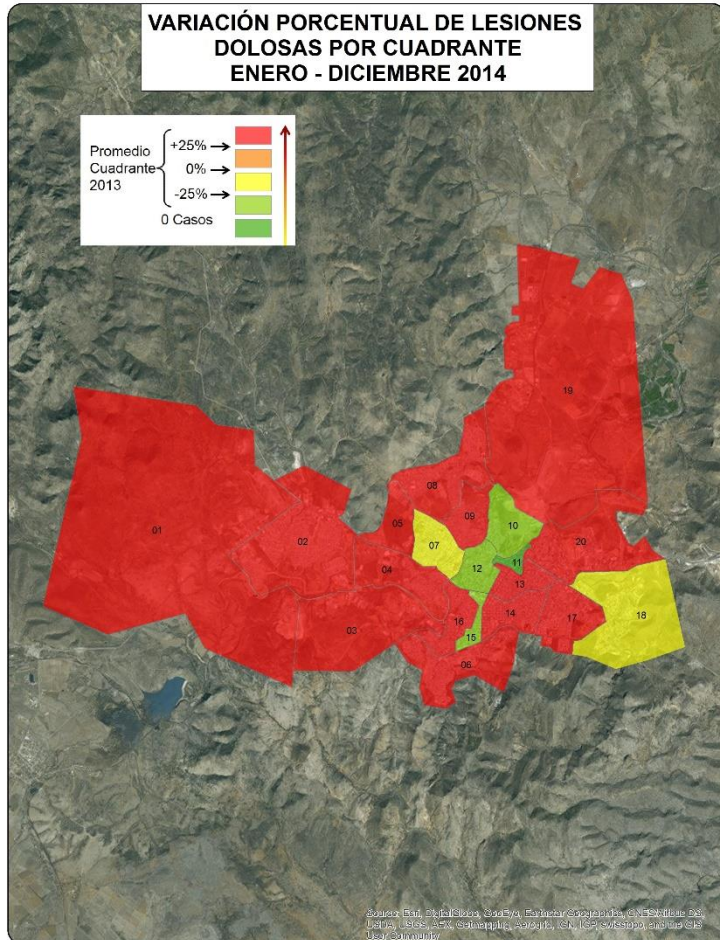 VARIACIÓN PORCENTUAL DE LESIONES
DOLOSAS POR CUADRANTE
ENERO - DICIEMBRE 2014
Promedio
Cuadrante
2013
+25%
0%
-25%
0 Casos
19
08
09
10
05
01
02
07
20
11
04
12
13
18
14
16
17
03
15
06
Source: Esri, DigitalGlobe, GeoEye, Earthstar Geographics, CNES/Airbus DS,
USDA, USGS, AEX, Getmapping, Aerogrid, IGN, IGP, swisstopo, and the GIS
User Community